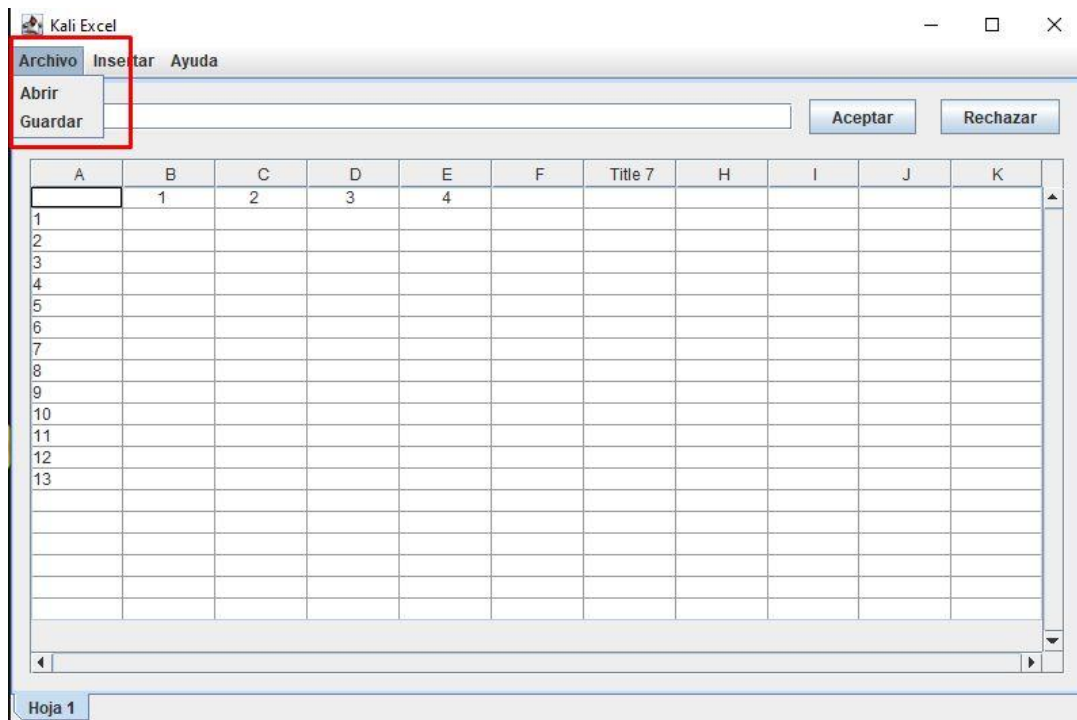 Kali Excel
Archivo Insertar Ayuda
Abrir
Guardar
Aceptar Rechazar
A B C D E F Title 7 H I J K
1 2 3 4
1
2
3
4
5
6
7
8
9
10
11
12
13
Hoja 1